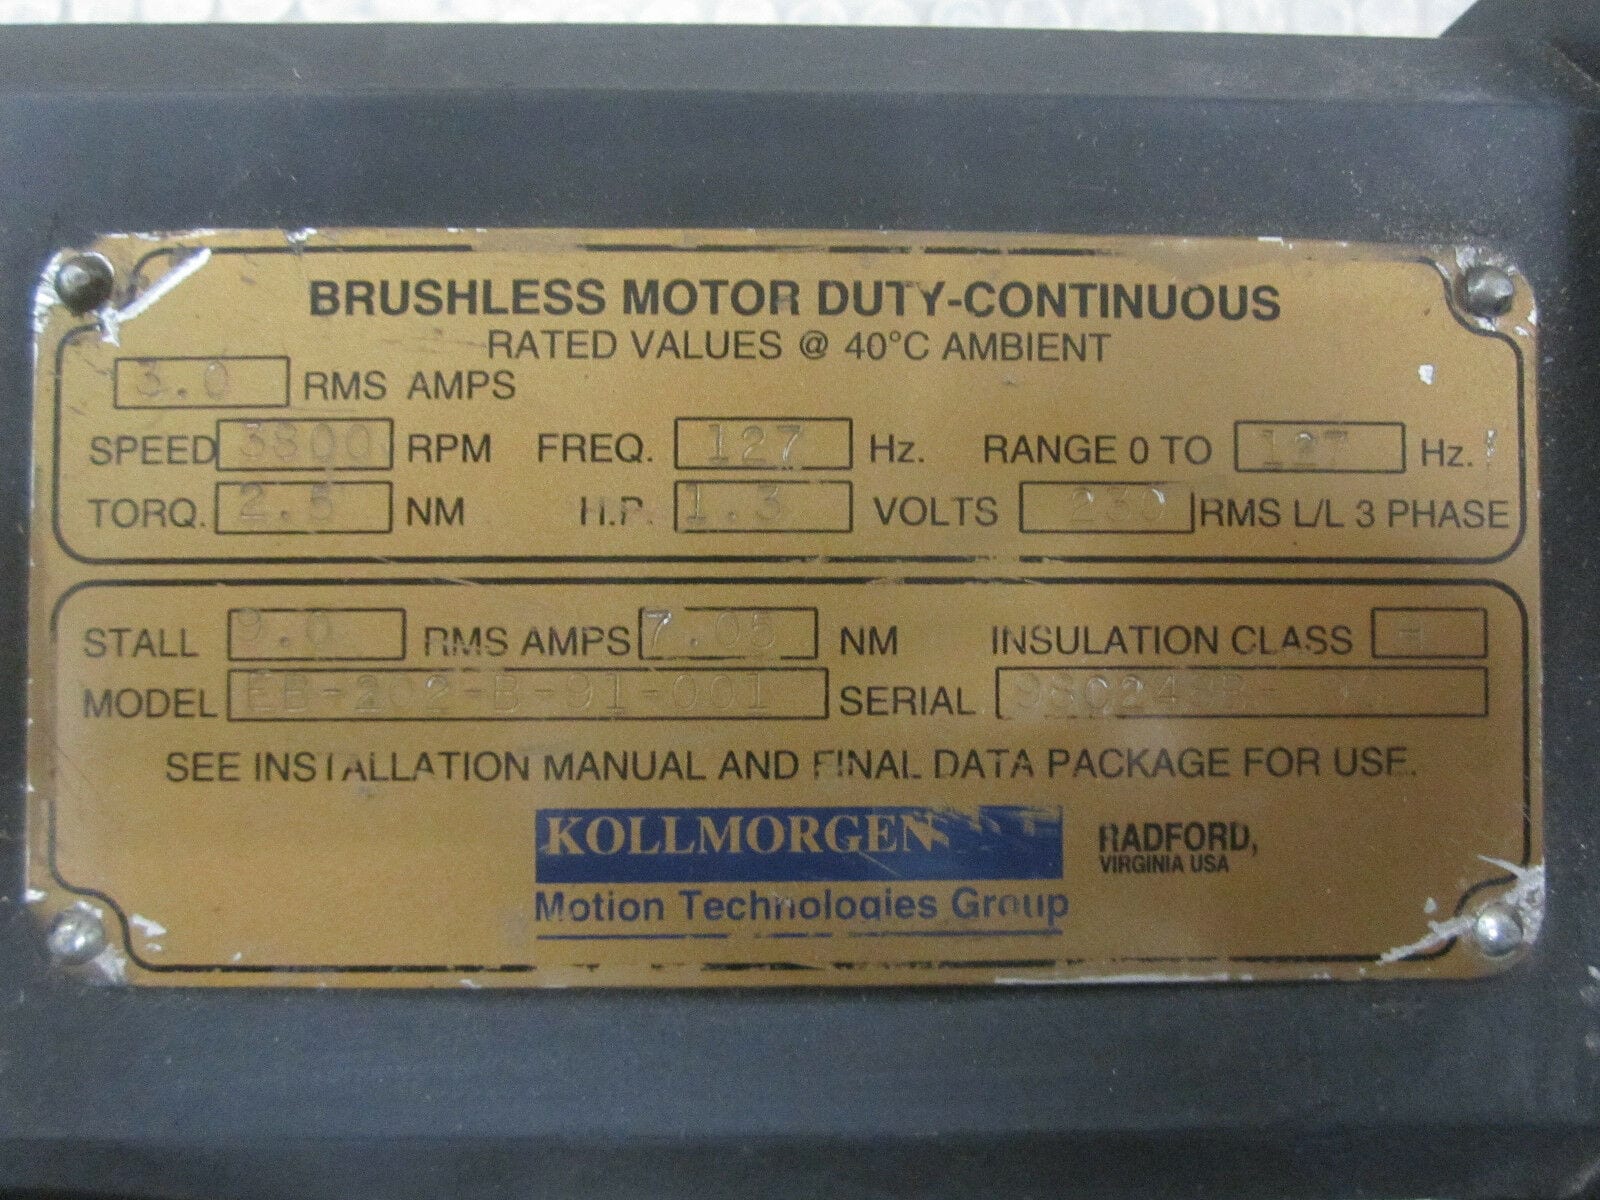 BRUSHLESS MOTOR DUTY-CONTINUOUS
RATED VALUES @ 40°C AMBIENT
3.0 RMS AMPS
SPEED 3800 RPM FREQ. 127 Hz. RANGE 0 TO 127 Hz.
TORQ. 2.5 NM H.P. 1.3 VOLTS 230 RMS L/L 3 PHASE
STALL 9.0 RMS AMPS 7.05 NM INSULATION CLASS H
MODEL EB-202-B-91-001 SERIAL
SEE INSTALLATION MANUAL AND FINAL DATA PACKAGE FOR USE.
KOLLMORGEN
Motion Technologies Group
RADFORD,
VIRGINIA USA